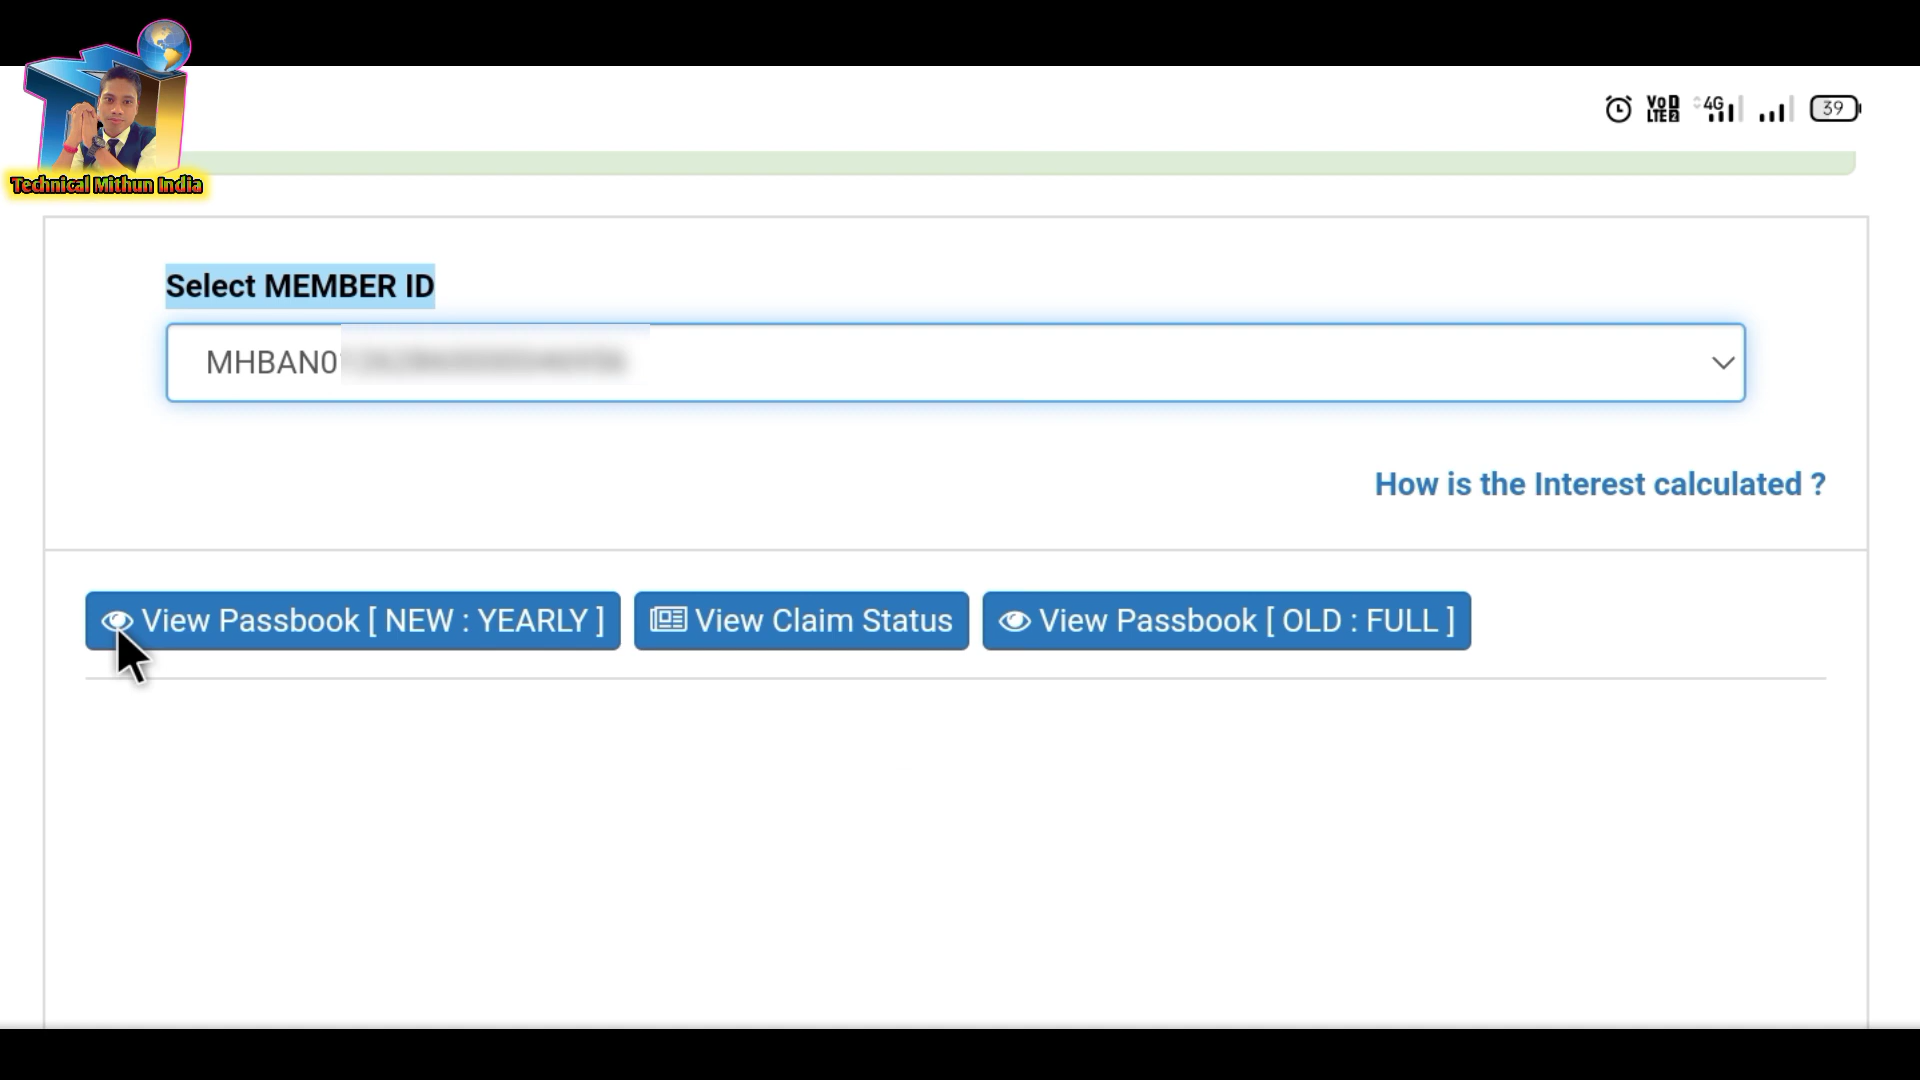 Technical Mithun India
VoD
LTE2
4G
39
Select MEMBER ID
MHBAN0
How is the Interest calculated ?
View Passbook [ NEW : YEARLY ]
View Claim Status
View Passbook [ OLD : FULL ]